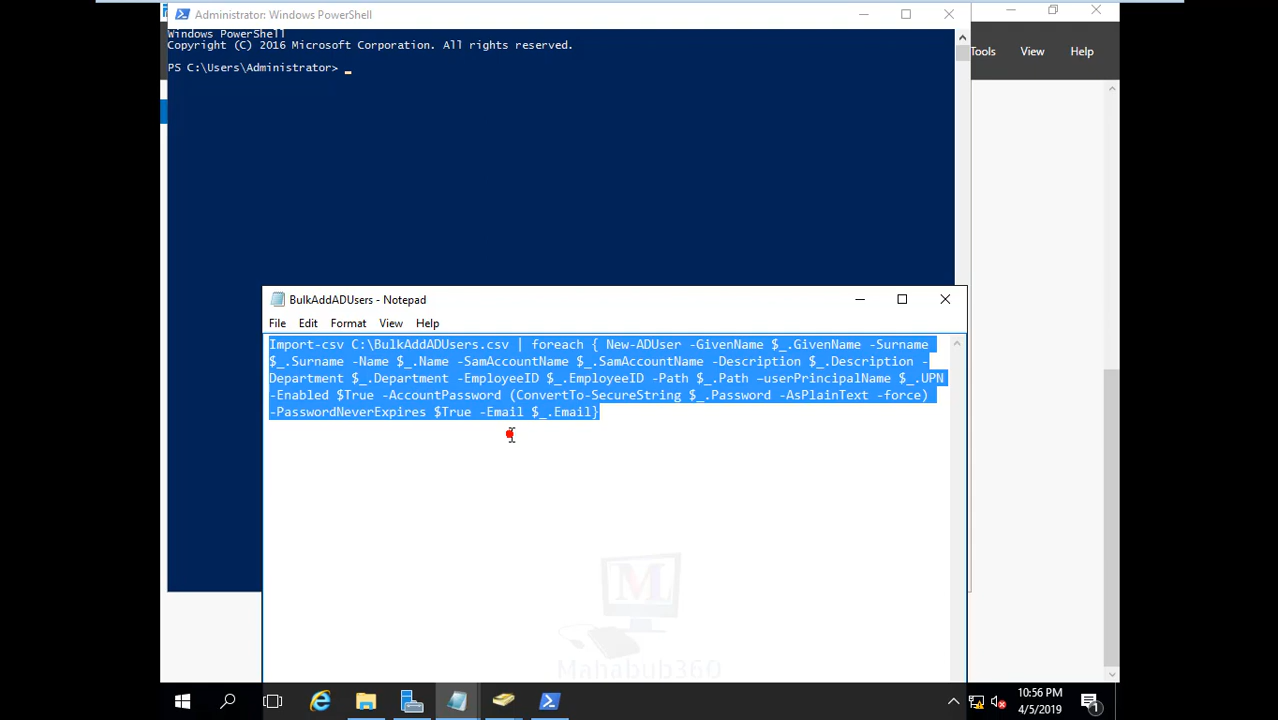 Administrator: Windows PowerShell
Windows PowerShell
Copyright (C) 2016 Microsoft Corporation. All rights reserved.
PS C:\Users\Administrator> _
Tools View Help
BulkAddADUsers - Notepad
File Edit Format View Help
Import-csv C:\BulkAddADUsers.csv | foreach { New-ADUser -GivenName $_.GivenName -Surname
$_.Surname -Name $_.Name -SamAccountName $_.SamAccountName -Description $_.Description -
Department $_.Department -EmployeeID $_.EmployeeID -Path $_.Path –userPrincipalName $_.UPN
-Enabled $True -AccountPassword (ConvertTo-SecureString $_.Password -AsPlainText -force)
-PasswordNeverExpires $True -Email $_.Email}
M
Mahabub360
10:56 PM
4/5/2019
1